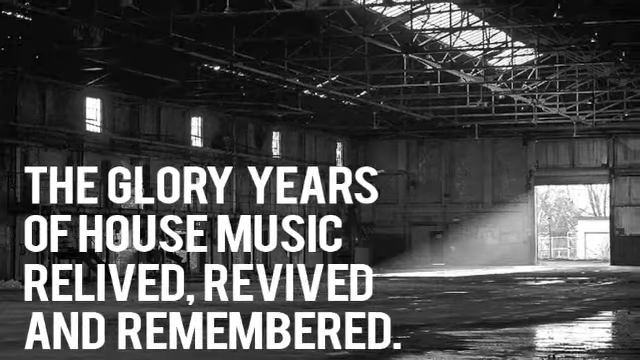 THE GLORY YEARS
OF HOUSE MUSIC
RELIVED, REVIVED
AND REMEMBERED.